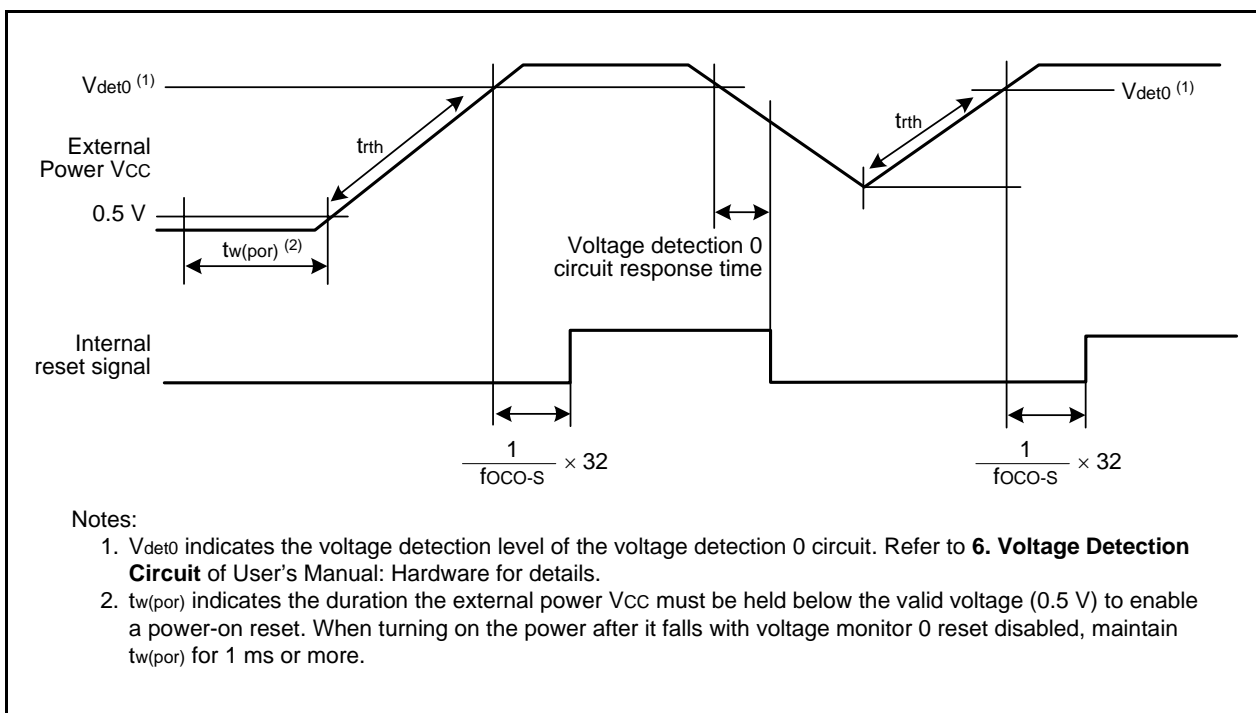 Vdet0 (1)
External
Power VCC
0.5 V
tw(por) (2)
trth
Voltage detection 0
circuit response time
trth
Vdet0 (1)
Internal
reset signal
1
fOCO-S
× 32
1
fOCO-S
× 32
Notes:
1. Vdet0 indicates the voltage detection level of the voltage detection 0 circuit. Refer to 6. Voltage Detection
Circuit of User's Manual: Hardware for details.
2. tw(por) indicates the duration the external power VCC must be held below the valid voltage (0.5 V) to enable
a power-on reset. When turning on the power after it falls with voltage monitor 0 reset disabled, maintain
tw(por) for 1 ms or more.